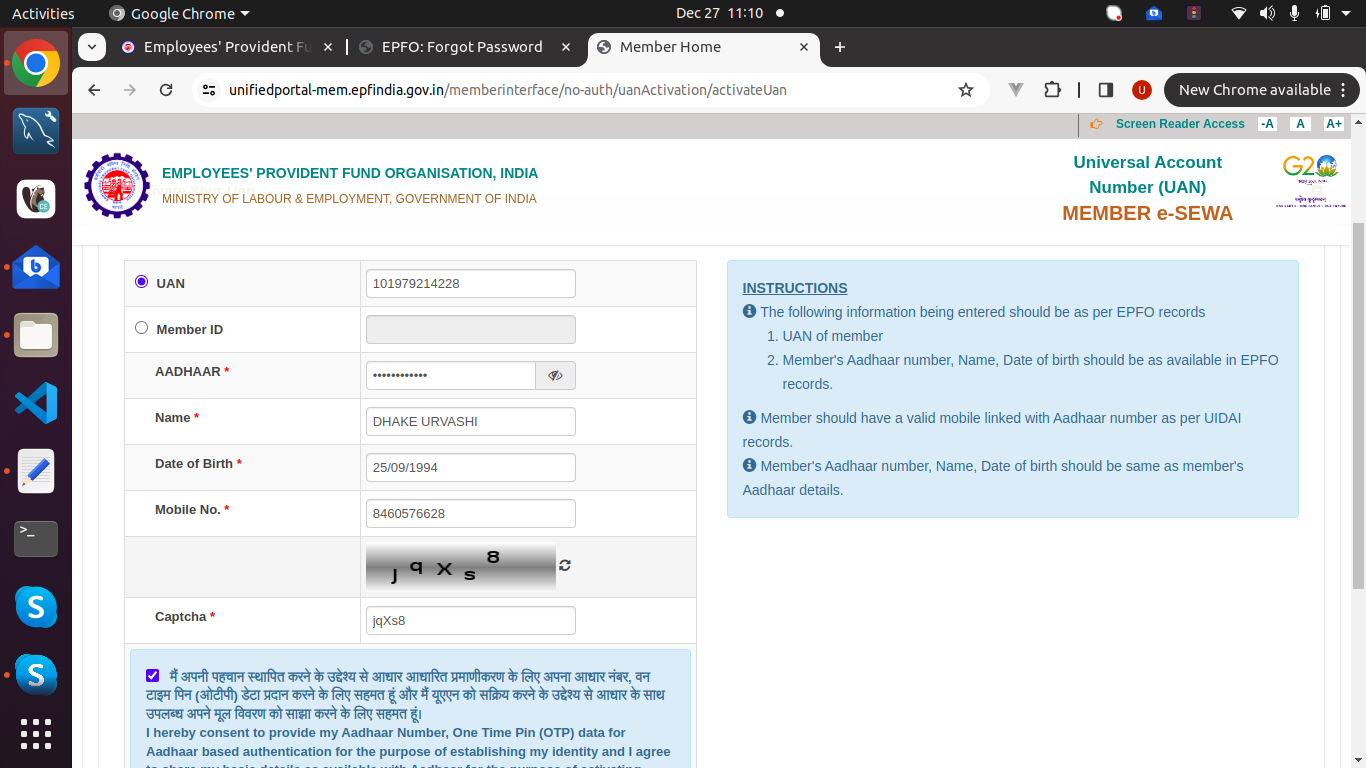 Activities Google Chrome Dec 27 11:10
Employees' Provident Fu EPFO: Forgot Password Member Home
unifiedportal-mem.epfindia.gov.in/memberinterface/no-auth/uanActivation/activateUan U New Chrome available
Screen Reader Access -A A A+
EMPLOYEES' PROVIDENT FUND ORGANISATION, INDIA
MINISTRY OF LABOUR & EMPLOYMENT, GOVERNMENT OF INDIA
Universal Account
Number (UAN)
MEMBER e-SEWA
G20
UAN 101979214228
Member ID
AADHAAR * ••••••••••••
Name * DHAKE URVASHI
Date of Birth * 25/09/1994
Mobile No. * 8460576628
j q X s 8
Captcha * jqXs8
मैं अपनी पहचान स्थापित करने के उद्देश्य से आधार आधारित प्रमाणीकरण के लिए अपना आधार नंबर, वन
टाइम पिन (ओटीपी) डेटा प्रदान करने के लिए सहमत हूं और मैं यूएएन को सक्रिय करने के उद्देश्य से आधार के साथ
उपलब्ध अपने मूल विवरण को साझा करने के लिए सहमत हूं।
I hereby consent to provide my Aadhaar Number, One Time Pin (OTP) data for
Aadhaar based authentication for the purpose of establishing my identity and I agree
INSTRUCTIONS
The following information being entered should be as per EPFO records
1. UAN of member
2. Member's Aadhaar number, Name, Date of birth should be as available in EPFO
records.
Member should have a valid mobile linked with Aadhaar number as per UIDAI
records.
Member's Aadhaar number, Name, Date of birth should be same as member's
Aadhaar details.